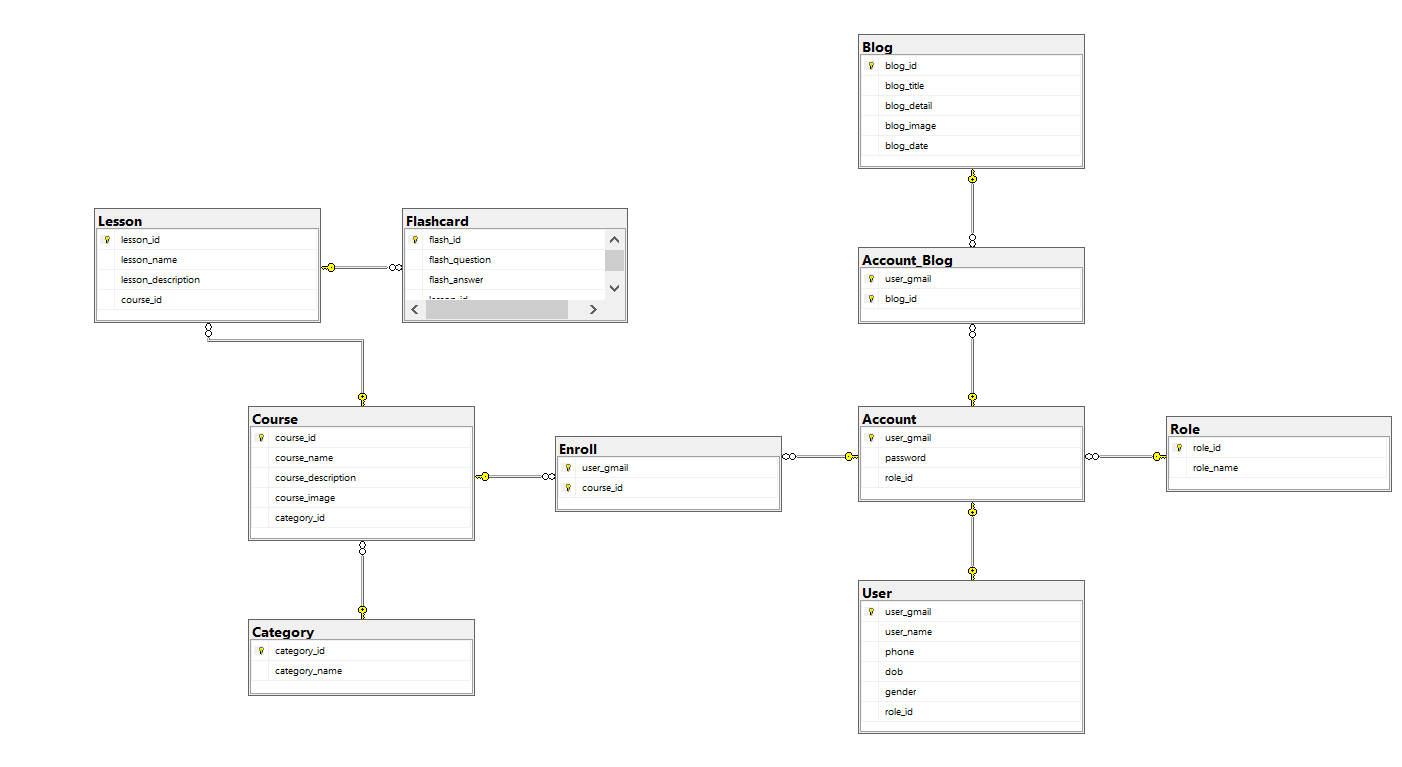 Blog
blog_id
blog_title
blog_detail
blog_image
blog_date
Lesson
lesson_id
lesson_name
lesson_description
course_id
Flashcard
flash_id
flash_question
flash_answer
Account_Blog
user_gmail
blog_id
Course
course_id
course_name
course_description
course_image
category_id
Enroll
user_gmail
course_id
Account
user_gmail
password
role_id
Role
role_id
role_name
Category
category_id
category_name
User
user_gmail
user_name
phone
dob
gender
role_id